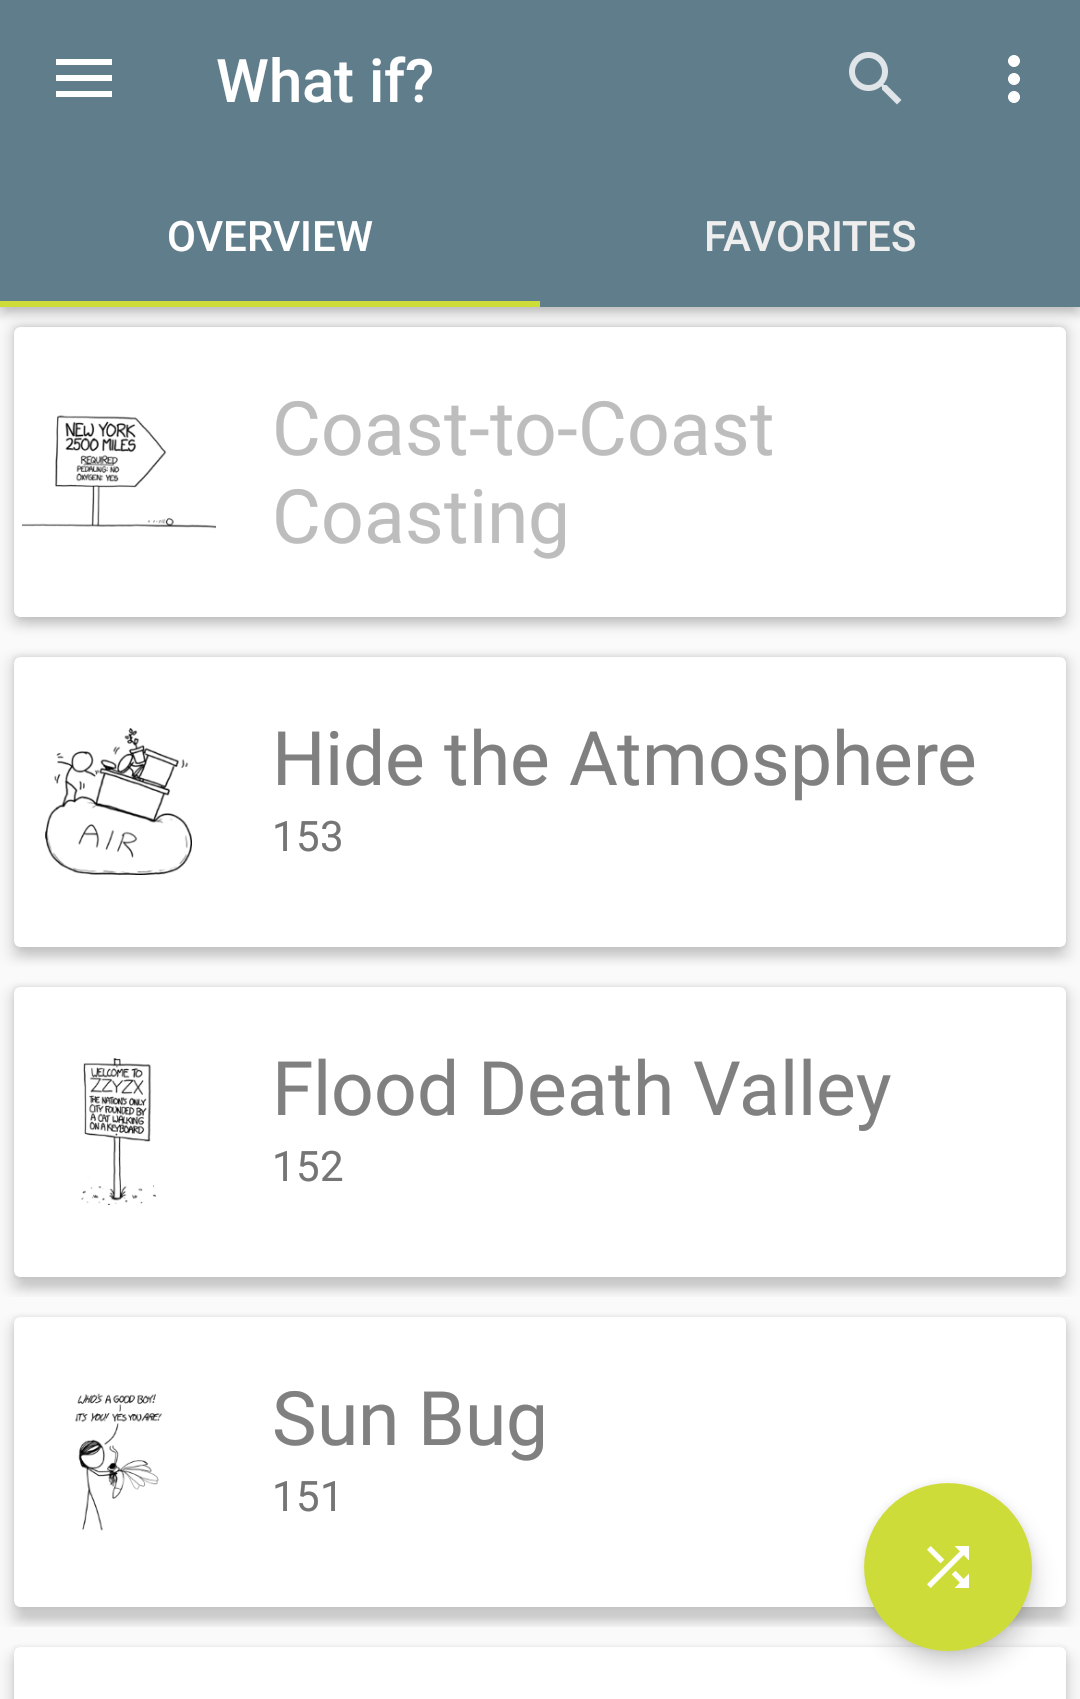 What if?
OVERVIEW
FAVORITES
NEW YORK
2500 MILES
REQUIRED
PEDALING: NO
OXYGEN: YES
Coast-to-Coast
Coasting
AIR
Hide the Atmosphere
153
WELCOME TO
ZZYZX
THE NATION'S ONLY
CITY FOUNDED BY
A CAT WALKING
ON A KEYBOARD
Flood Death Valley
152
WHO'S A GOOD BOY?
IT'S YOU! YES YOU ARE!
Sun Bug
151